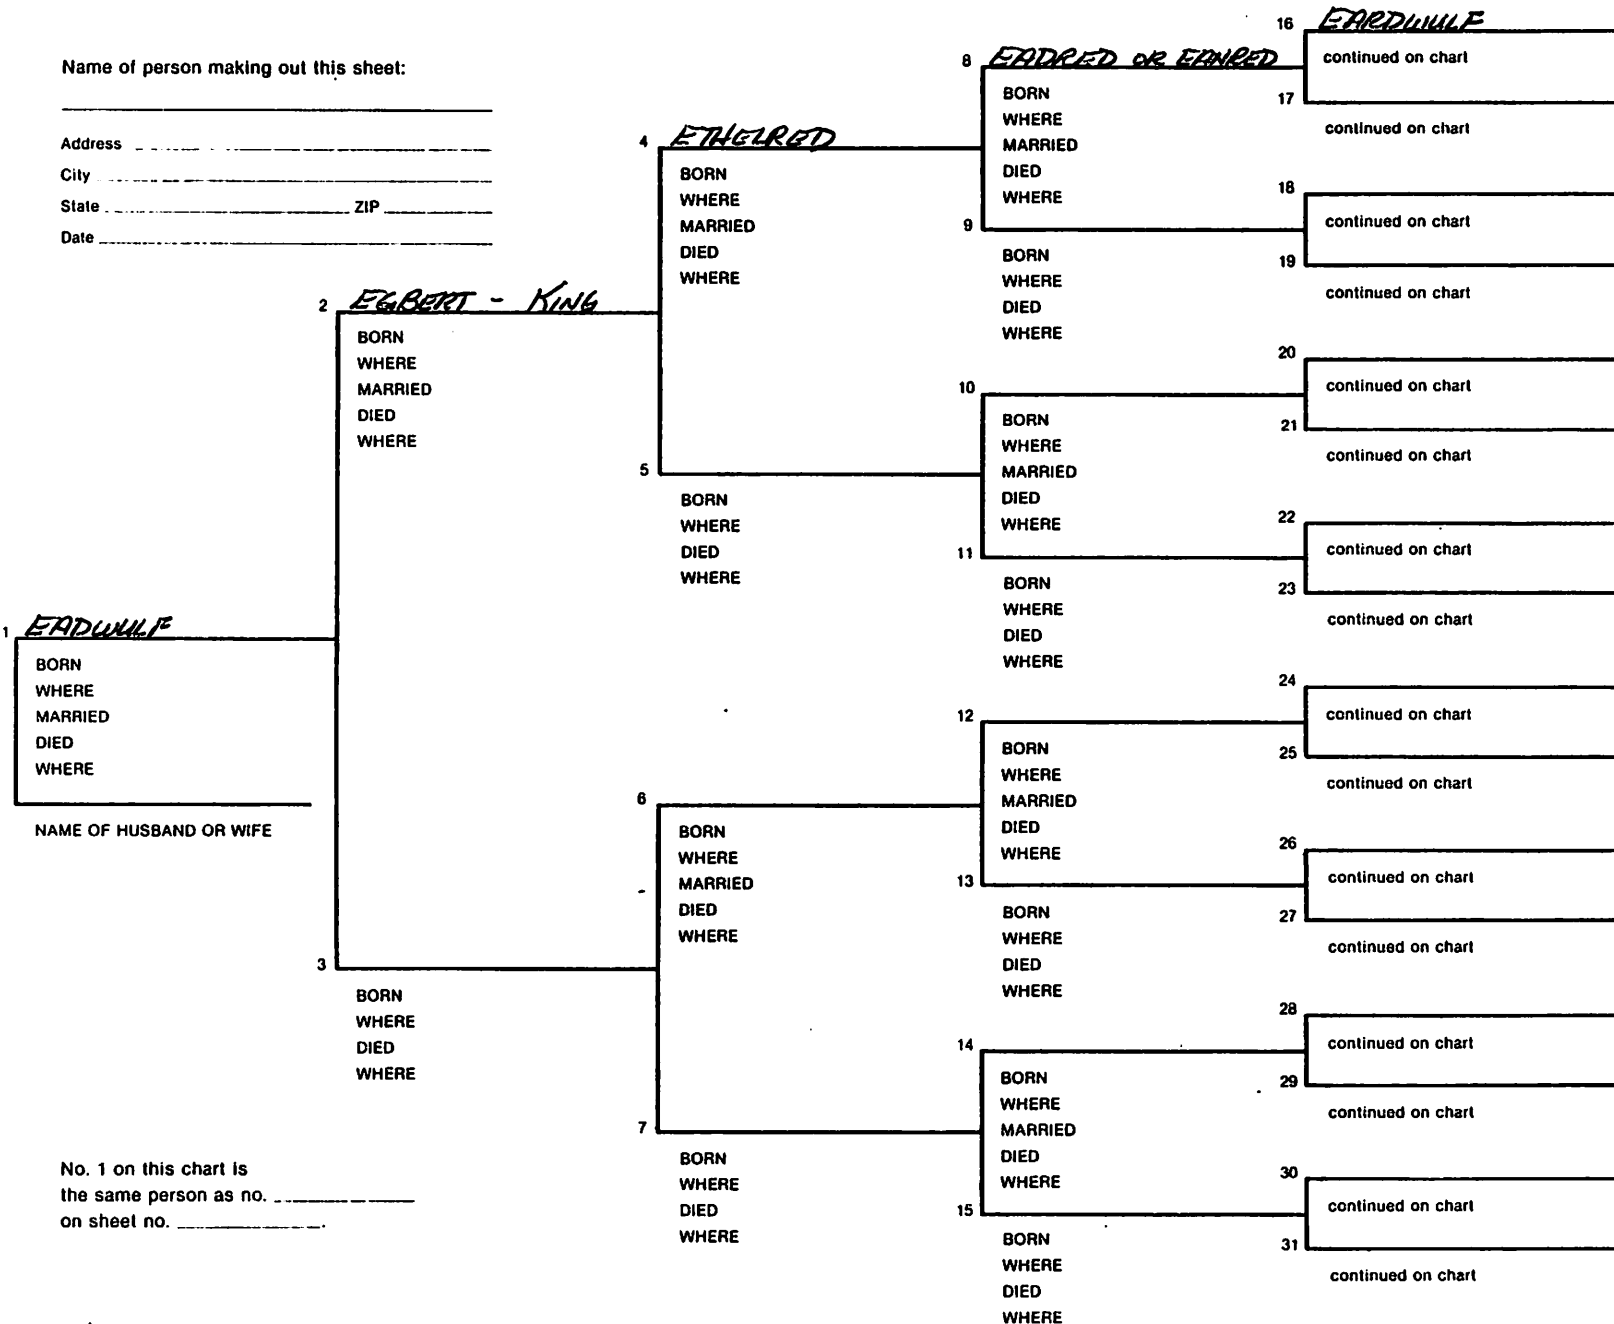 Name of person making out this sheet:
Address
City
State ZIP
Date
1 EADWULF
BORN
WHERE
MARRIED
DIED
WHERE
NAME OF HUSBAND OR WIFE
No. 1 on this chart is
the same person as no.
on sheet no. .
2 EGBERT - KING
BORN
WHERE
MARRIED
DIED
WHERE
3
BORN
WHERE
DIED
WHERE
4 ETHELRED
BORN
WHERE
MARRIED
DIED
WHERE
5
BORN
WHERE
DIED
WHERE
6
BORN
WHERE
MARRIED
DIED
WHERE
7
BORN
WHERE
DIED
WHERE
8 EADRED OR EANRED
BORN
WHERE
MARRIED
DIED
WHERE
9
BORN
WHERE
DIED
WHERE
10
BORN
WHERE
MARRIED
DIED
WHERE
11
BORN
WHERE
DIED
WHERE
12
BORN
WHERE
MARRIED
DIED
WHERE
13
BORN
WHERE
DIED
WHERE
14
BORN
WHERE
MARRIED
DIED
WHERE
15
BORN
WHERE
DIED
WHERE
16 EARDWULF
continued on chart
17
continued on chart
18
continued on chart
19
continued on chart
20
continued on chart
21
continued on chart
22
continued on chart
23
continued on chart
24
continued on chart
25
continued on chart
26
continued on chart
27
continued on chart
28
continued on chart
29
continued on chart
30
continued on chart
31
continued on chart